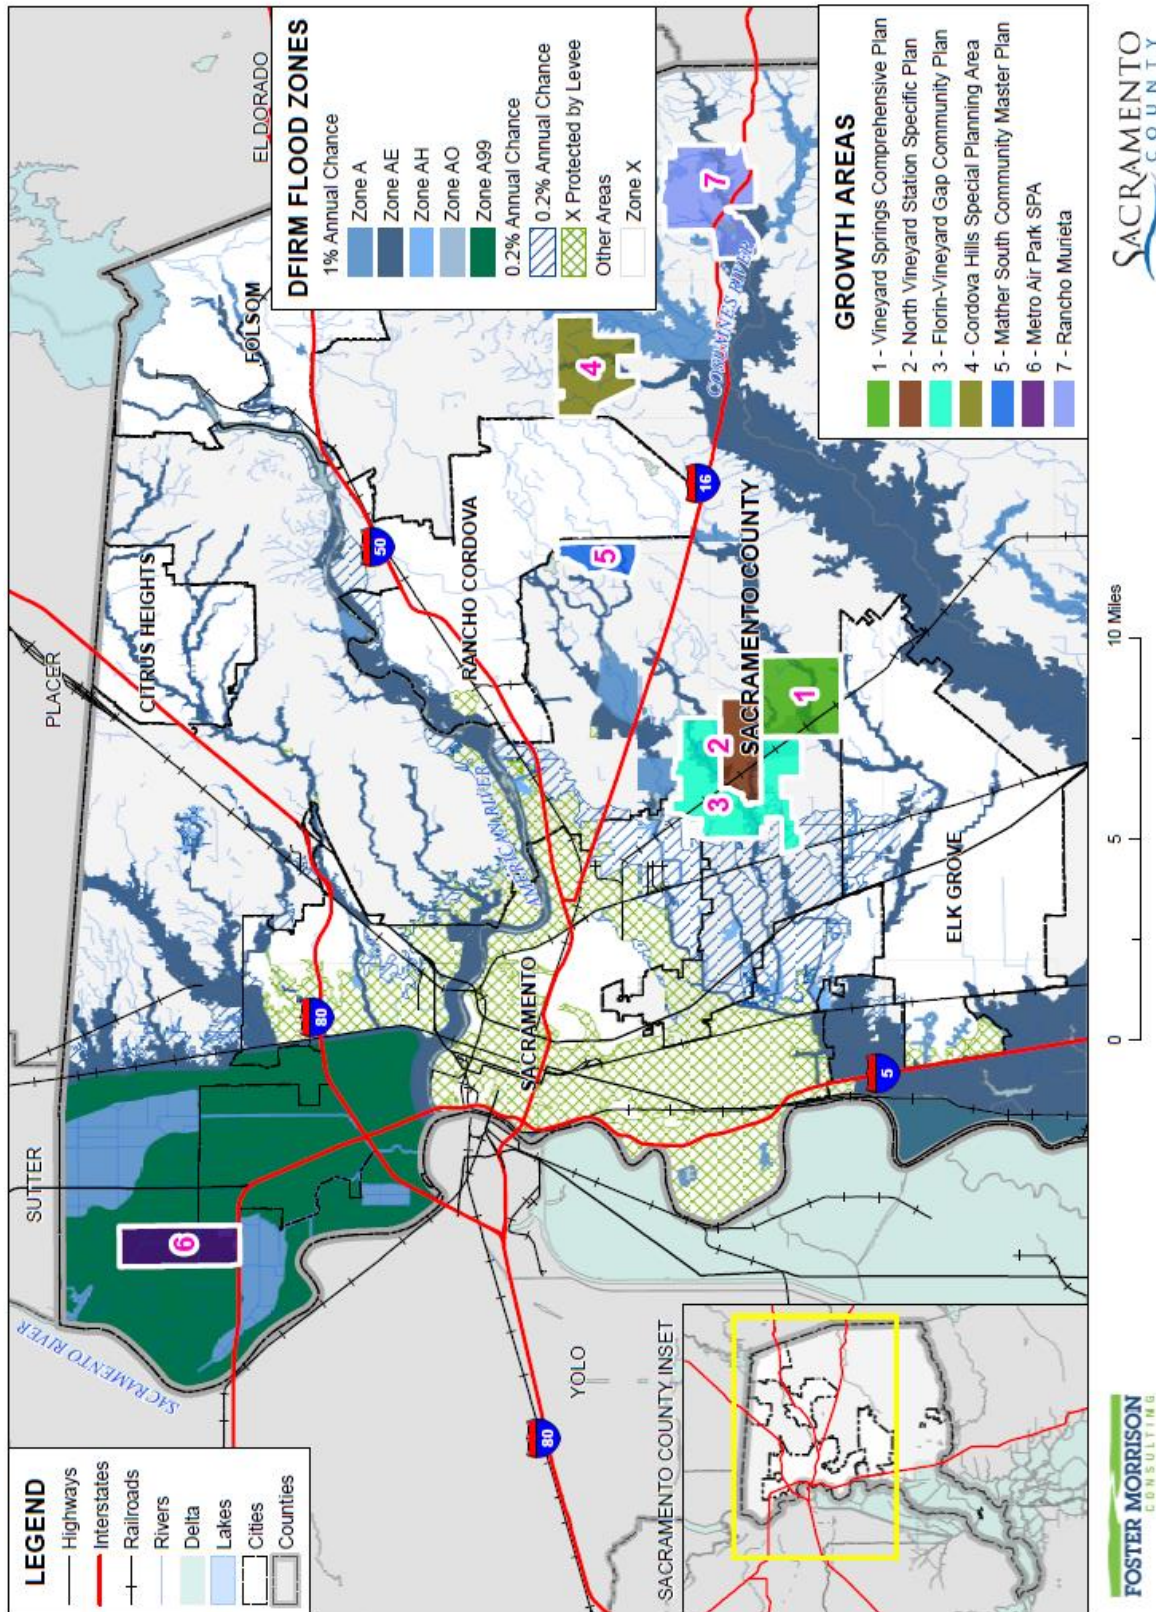 LEGEND
Highways
Interstates
Railroads
Rivers
Delta
Lakes
Cities
Counties
SUTTER
PLACER
EL DORADO
YOLO
SACRAMENTO RIVER
AMERICAN RIVER
COSUMNES RIVER
CITRUS HEIGHTS
FOLSOM
RANCHO CORDOVA
SACRAMENTO
SACRAMENTO COUNTY
ELK GROVE
80
80
50
16
5
1
2
3
4
5
6
7
DFIRM FLOOD ZONES
1% Annual Chance
Zone A
Zone AE
Zone AH
Zone AO
Zone A99
0.2% Annual Chance
0.2% Annual Chance
X Protected by Levee
Other Areas
Zone X
GROWTH AREAS
1 - Vineyard Springs Comprehensive Plan
2 - North Vineyard Station Specific Plan
3 - Florin-Vineyard Gap Community Plan
4 - Cordova Hills Special Planning Area
5 - Mather South Community Master Plan
6 - Metro Air Park SPA
7 - Rancho Murieta
SACRAMENTO COUNTY INSET
0
5
10 Miles
FOSTER MORRISON
CONSULTING
SACRAMENTO
COUNTY